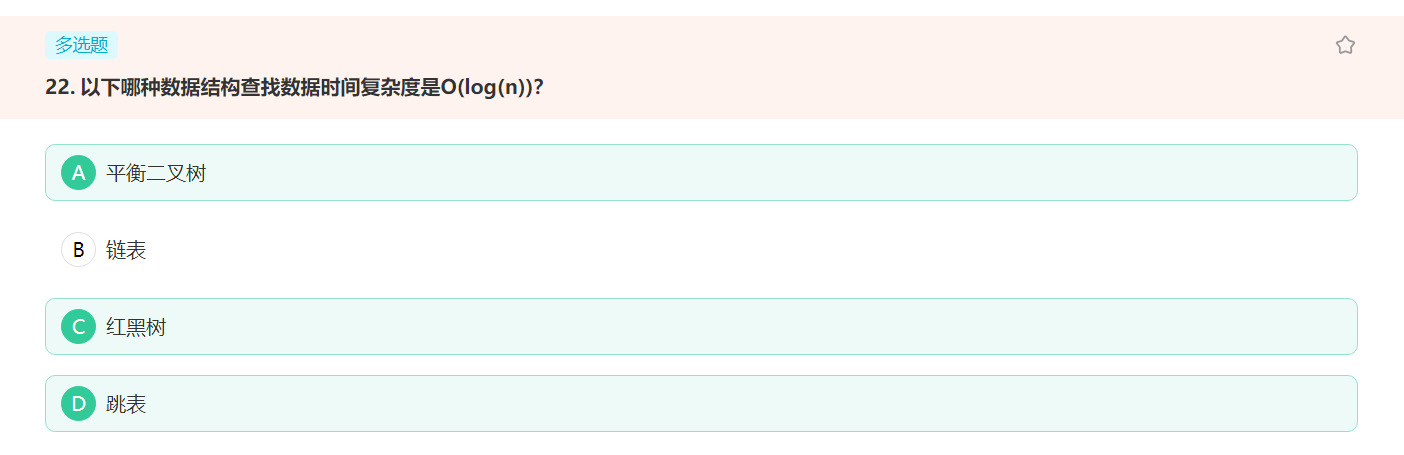 多选题
22. 以下哪种数据结构查找数据时间复杂度是O(log(n))?
A 平衡二叉树
B 链表
C 红黑树
D 跳表